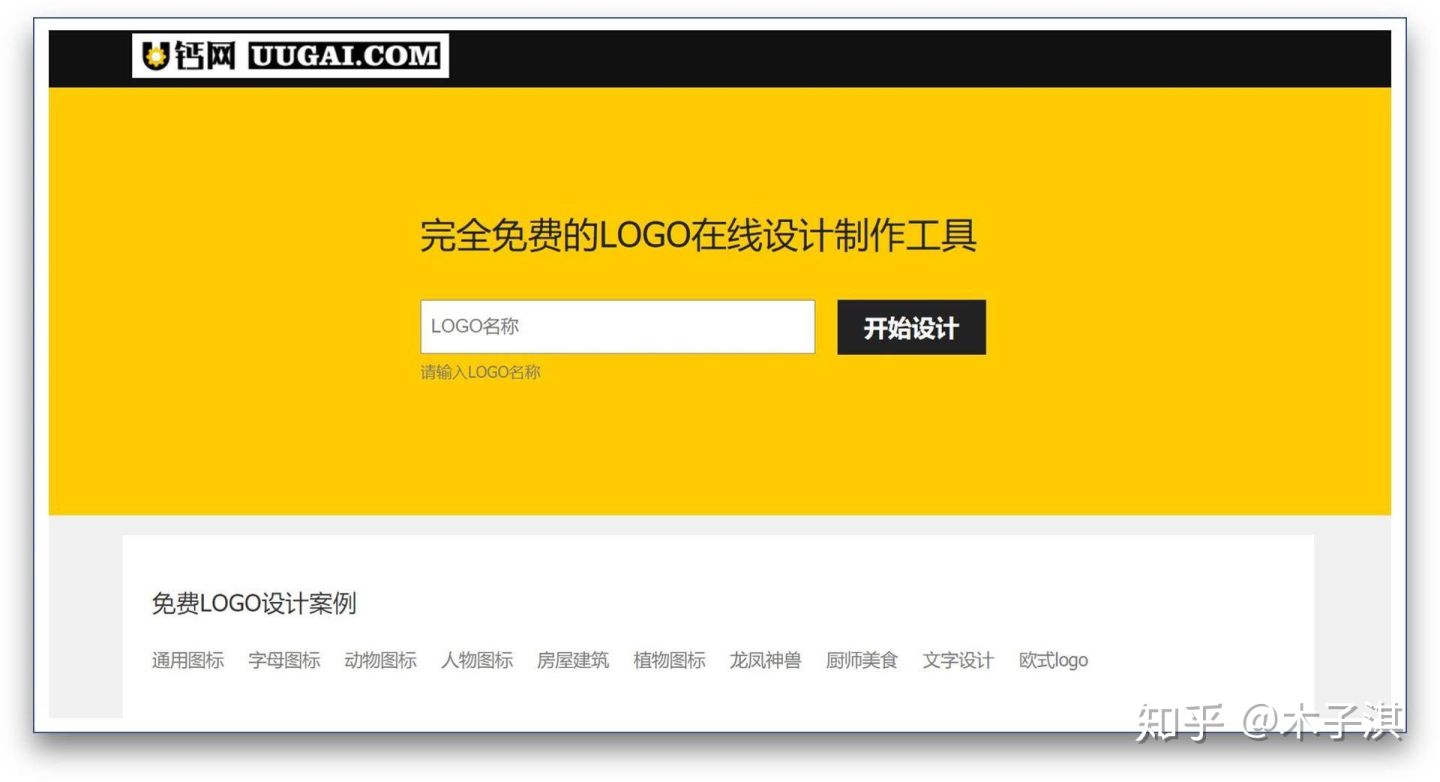 U钙网 UUGAI.COM
完全免费的LOGO在线设计制作工具
LOGO名称 开始设计
请输入LOGO名称
免费LOGO设计案例
通用图标 字母图标 动物图标 人物图标 房屋建筑 植物图标 龙凤神兽 厨师美食 文字设计 欧式logo
知乎 @木子淇